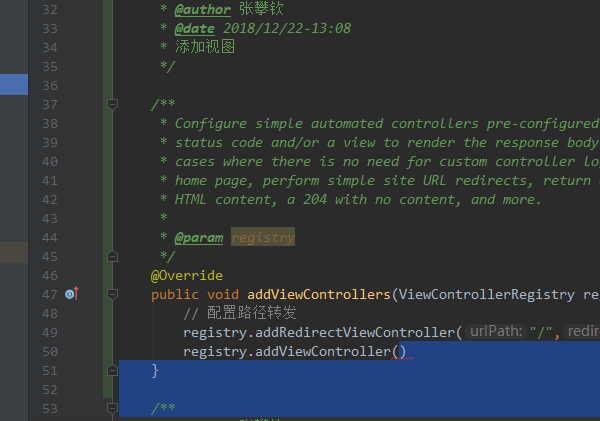 32 * @author 张攀钦
33 * @date 2018/12/22-13:08
34 * 添加视图
35 */
36
37 /**
38 * Configure simple automated controllers pre-configured
39 * status code and/or a view to render the response body
40 * cases where there is no need for custom controller lo
41 * home page, perform simple site URL redirects, return
42 * HTML content, a 204 with no content, and more.
43 *
44 * @param registry
45 */
46 @Override
47 public void addViewControllers(ViewControllerRegistry re
48 // 配置路径转发
49 registry.addRedirectViewController( urlPath: "/", redire
50 registry.addViewController()
51 }
52
53 /**